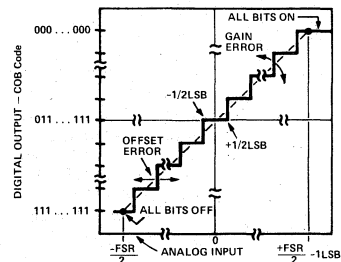 ALL BITS ON
000 . . . 000
GAIN
ERROR
DIGITAL OUTPUT – COB Code
-1/2LSB
011 . . . 111
OFFSET
ERROR
+1/2LSB
111 . . . 111
ALL BITS OFF
-FSR
2
ANALOG INPUT
0
+FSR
2
-1LSB